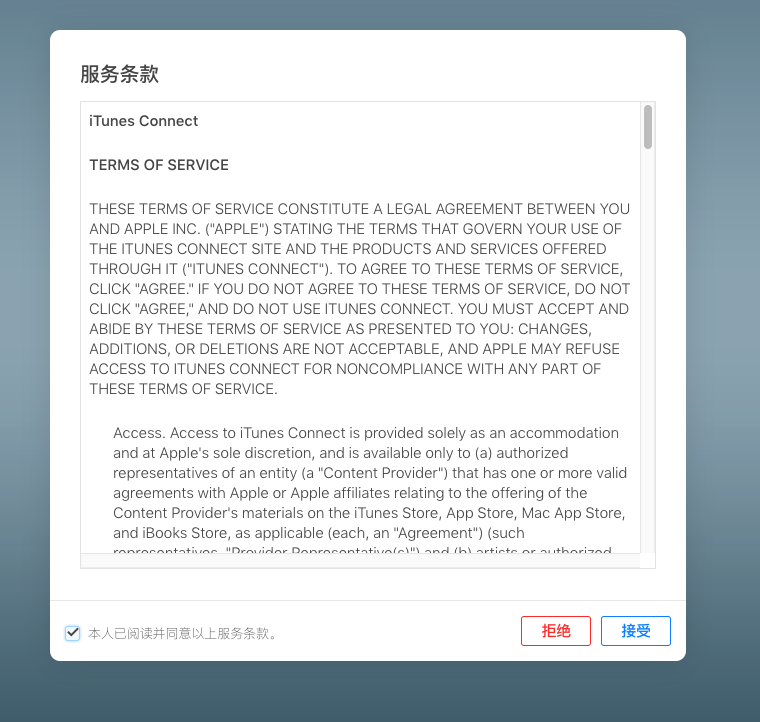 服务条款
iTunes Connect
TERMS OF SERVICE
THESE TERMS OF SERVICE CONSTITUTE A LEGAL AGREEMENT BETWEEN YOU
AND APPLE INC. ("APPLE") STATING THE TERMS THAT GOVERN YOUR USE OF
THE ITUNES CONNECT SITE AND THE PRODUCTS AND SERVICES OFFERED
THROUGH IT ("ITUNES CONNECT"). TO AGREE TO THESE TERMS OF SERVICE,
CLICK "AGREE." IF YOU DO NOT AGREE TO THESE TERMS OF SERVICE, DO NOT
CLICK "AGREE," AND DO NOT USE ITUNES CONNECT. YOU MUST ACCEPT AND
ABIDE BY THESE TERMS OF SERVICE AS PRESENTED TO YOU: CHANGES,
ADDITIONS, OR DELETIONS ARE NOT ACCEPTABLE, AND APPLE MAY REFUSE
ACCESS TO ITUNES CONNECT FOR NONCOMPLIANCE WITH ANY PART OF
THESE TERMS OF SERVICE.
Access. Access to iTunes Connect is provided solely as an accommodation
and at Apple's sole discretion, and is available only to (a) authorized
representatives of an entity (a "Content Provider") that has one or more valid
agreements with Apple or Apple affiliates relating to the offering of the
Content Provider's materials on the iTunes Store, App Store, Mac App Store,
and iBooks Store, as applicable (each, an "Agreement") (such
representatives, "Provider Representative(s)") and (b) artists or authorized
本人已阅读并同意以上服务条款。
拒绝
接受